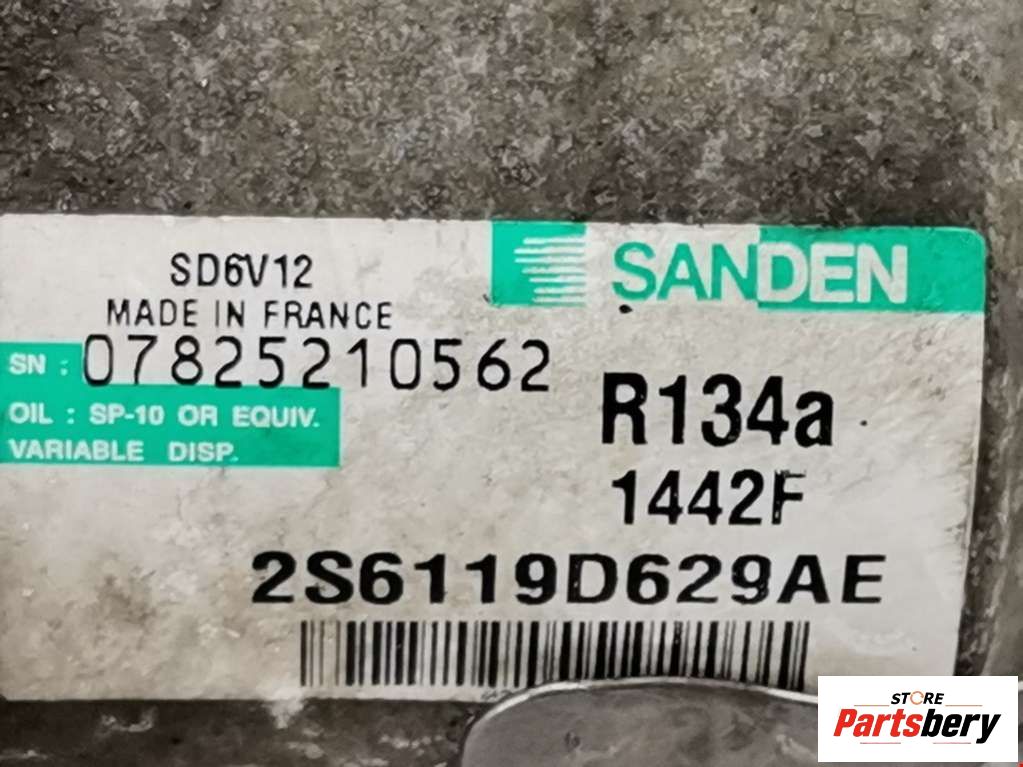 SD6V12
MADE IN FRANCE
SANDEN
SN : 07825210562
OIL : SP-10 OR EQUIV.
VARIABLE DISP.
R134a
1442F
2S6119D629AE
STORE
Partsbery